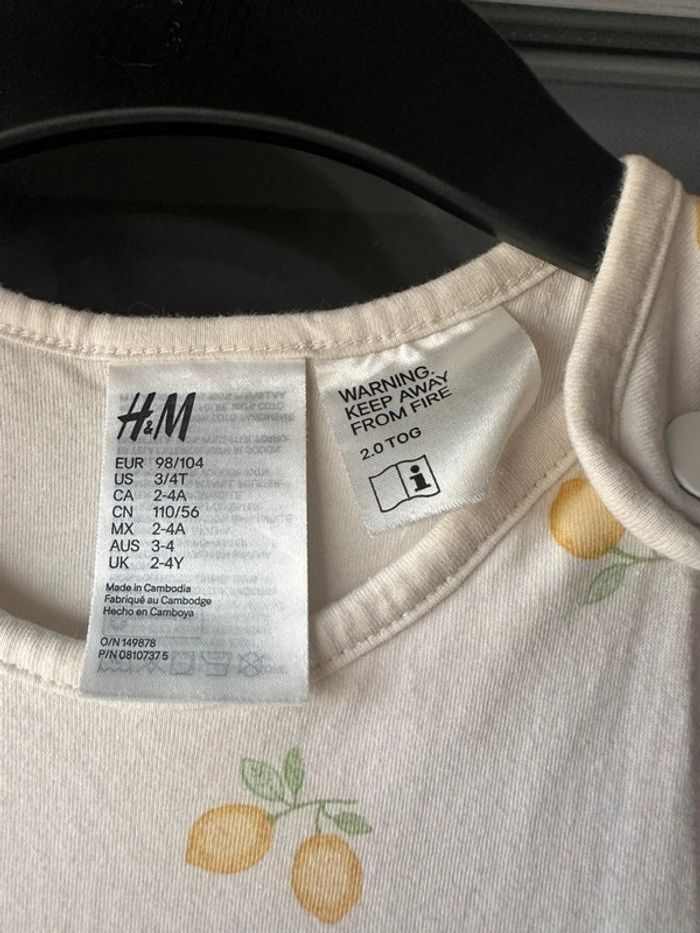 H&M
EUR 98/104
US 3/4T
CA 2-4A
CN 110/56
MX 2-4A
AUS 3-4
UK 2-4Y
Made in Cambodia
Fabriqué au Cambodge
Hecho en Camboya
O/N 149878
P/N 0810737 5
WARNING.
KEEP AWAY
FROM FIRE
2.0 TOG
i